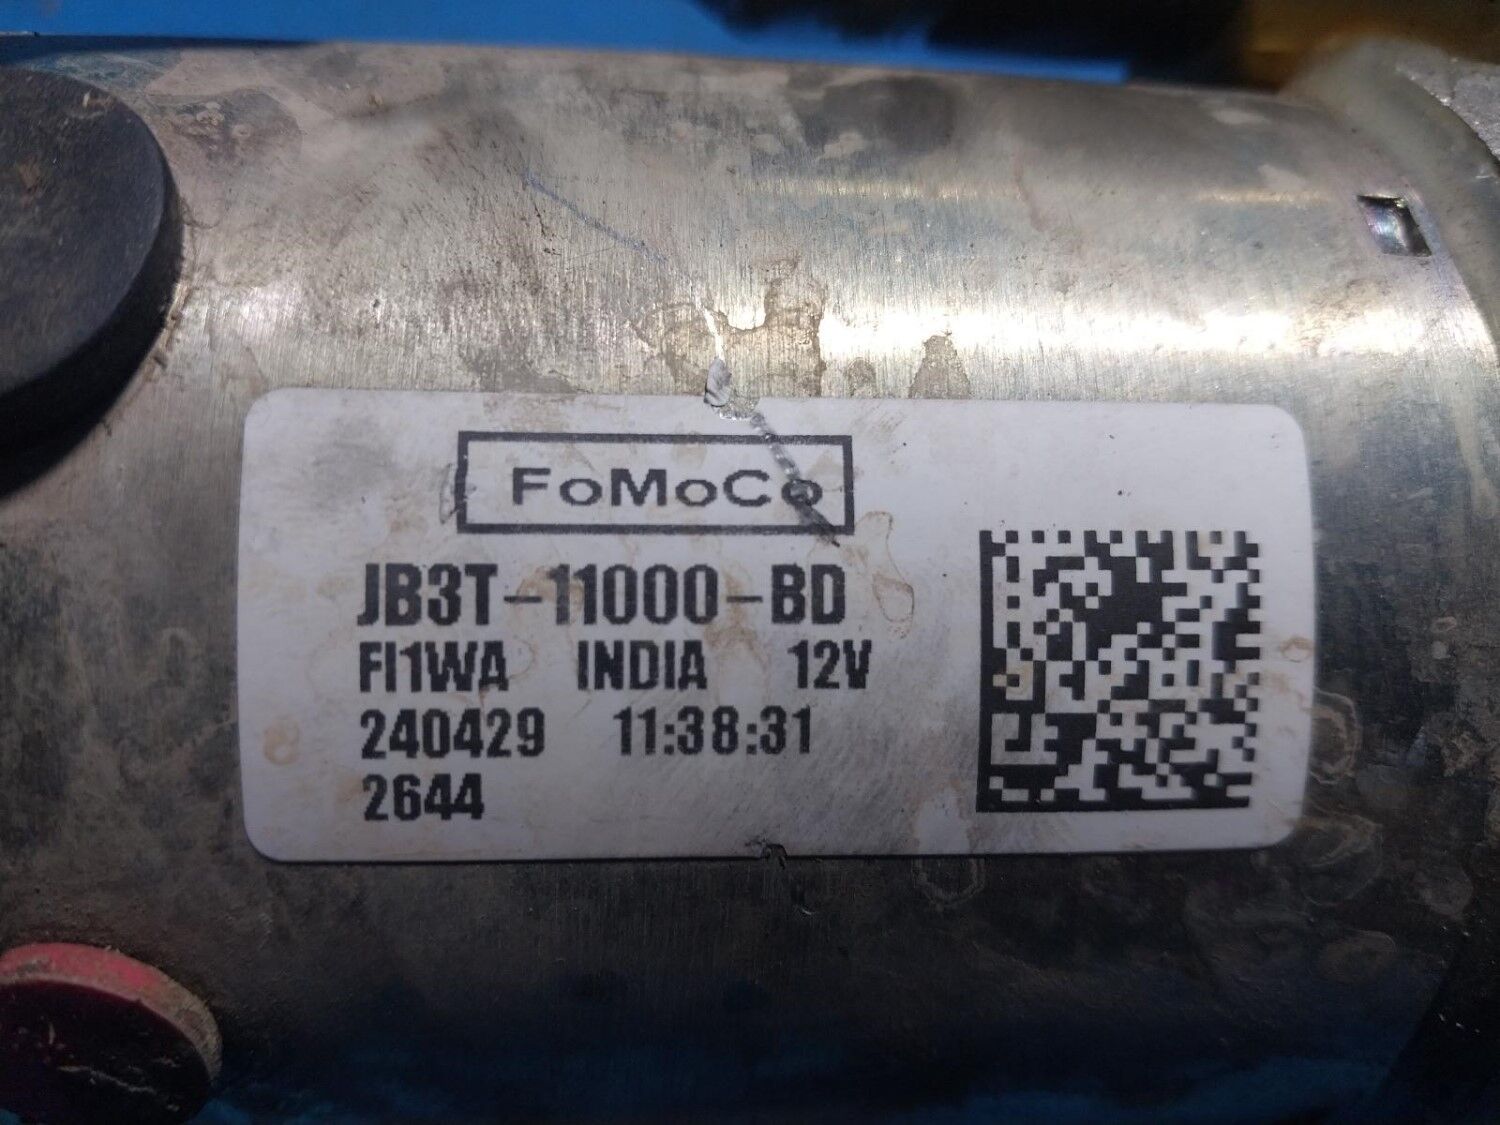 FoMoCo
JB3T-11000-BD
FI1WA INDIA 12V
240429 11:38:31
2644